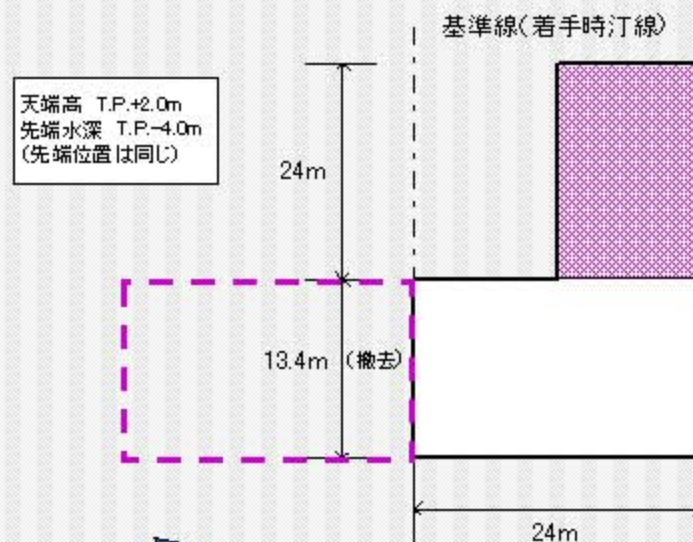 基準線(着手時汀線)
天端高 T.P.+2.0m
先端水深 T.P.-4.0m
(先端位置は同じ)
24m
13.4m (撤去)
24m